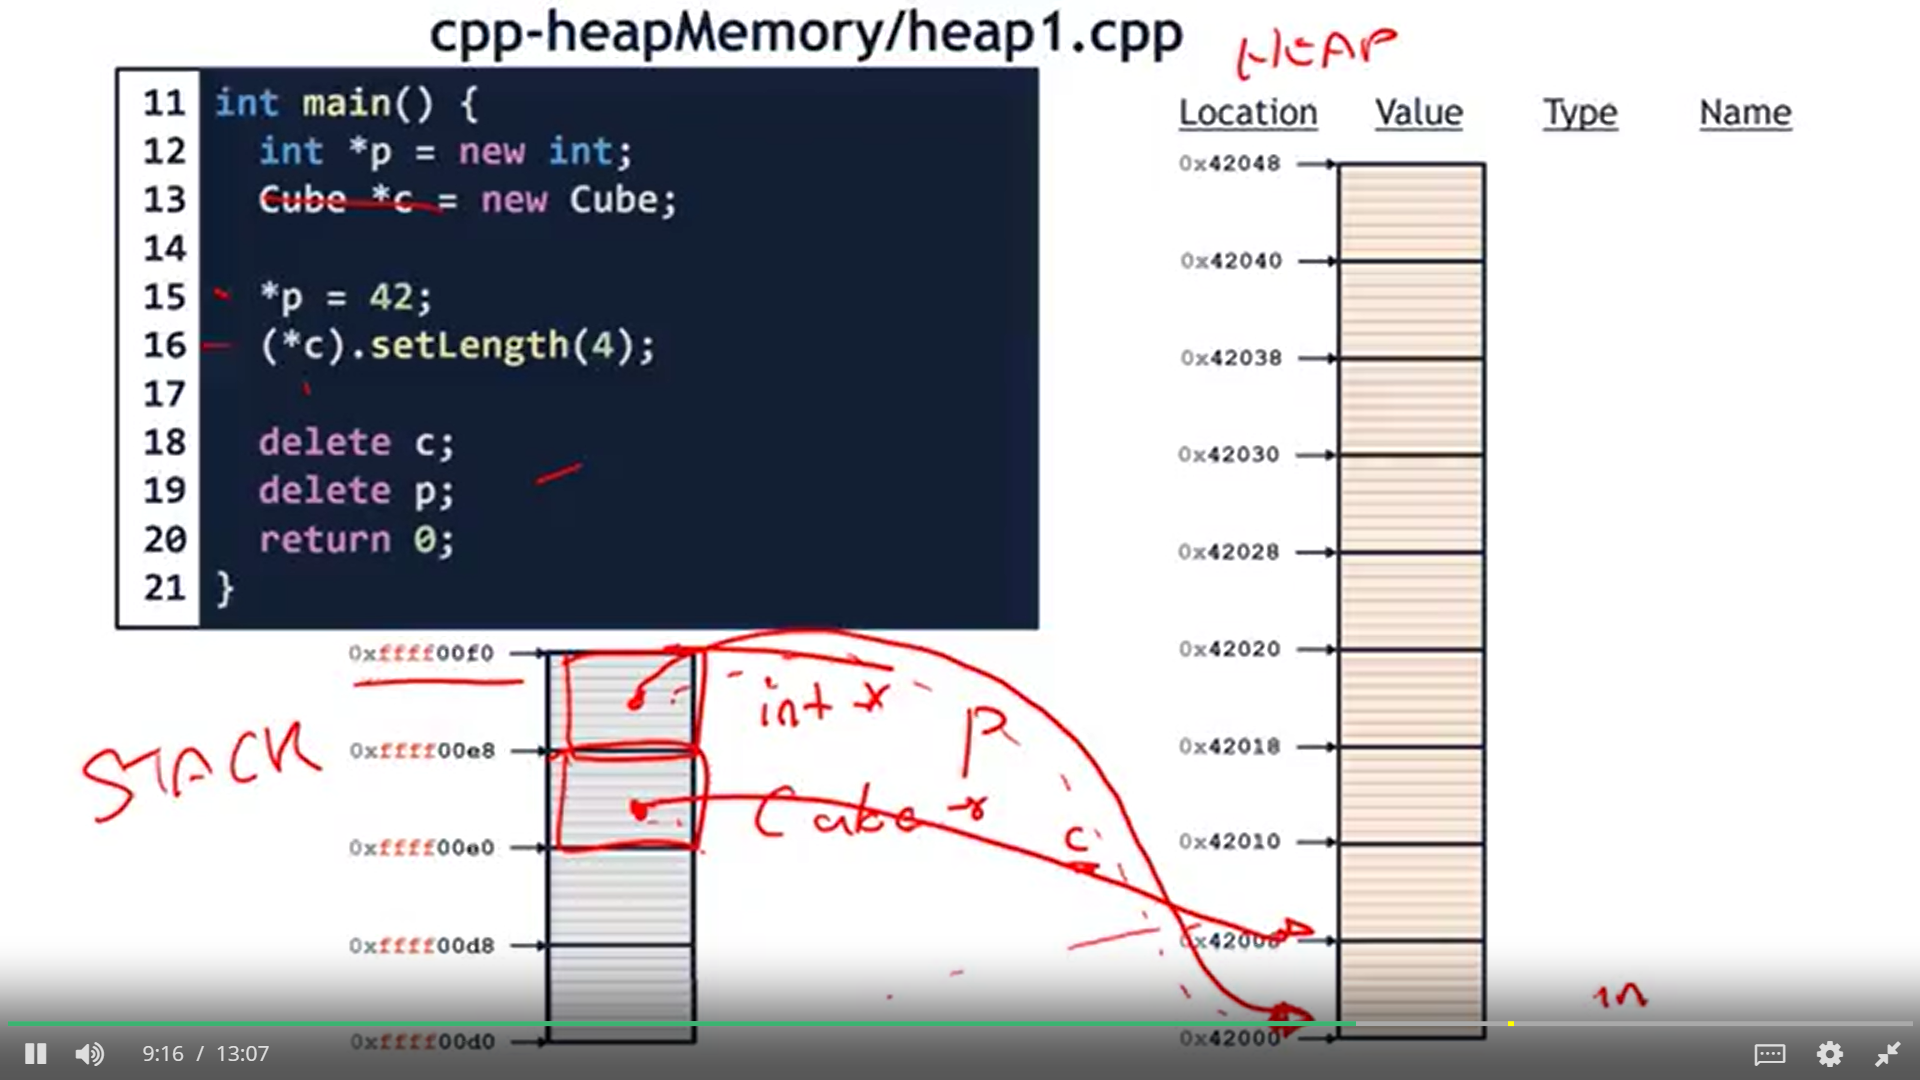 cpp-heapMemory/heap1.cpp
HEAP
11 int main() {
12 int *p = new int;
13 Cube *c = new Cube;
14
15 *p = 42;
16 (*c).setLength(4);
17
18 delete c;
19 delete p;
20 return 0;
21 }
Location Value Type Name
0x42048
0x42040
0x42038
0x42030
0x42028
0x42020
0x42018
0x42010
0x42008
0x42000
in
STACK
0xffff00f0
int * p
0xffff00e8
Cube * c
0xffff00e0
0xffff00d8
0xffff00d0
9:16 / 13:07